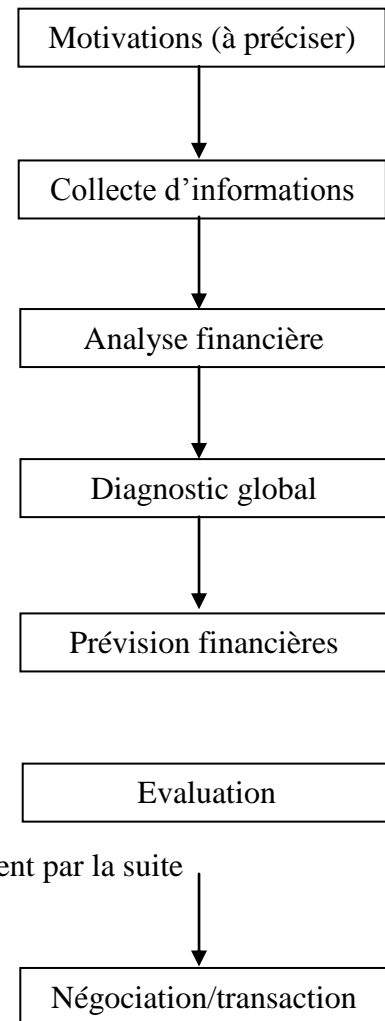 Motivations (à préciser)
Collecte d’informations
Analyse financière
Diagnostic global
Prévision financières
Evaluation
ent par la suite
Négociation/transaction